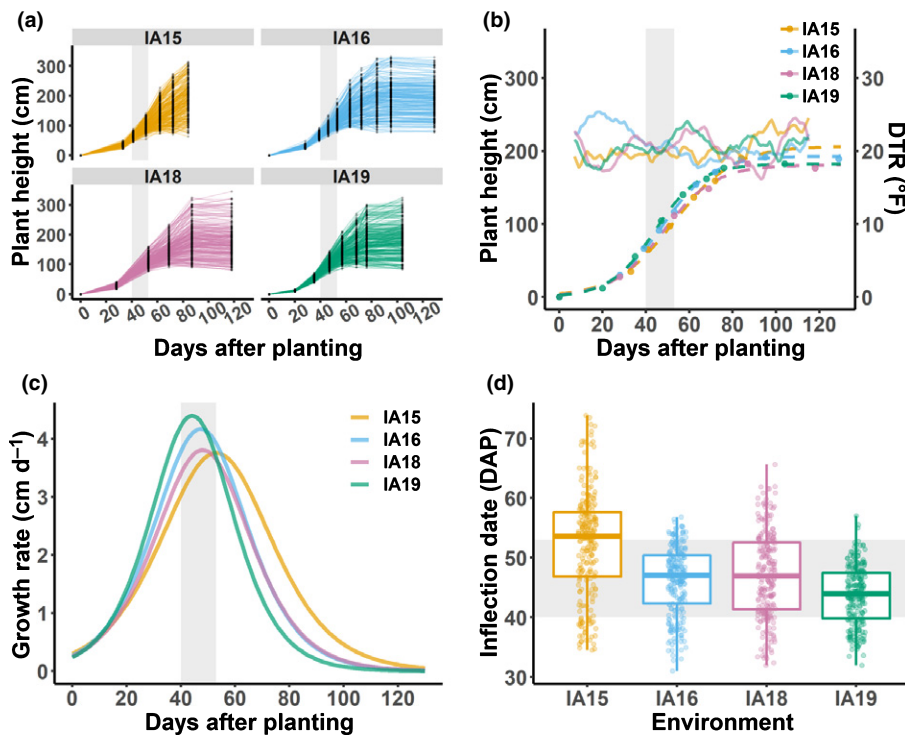 (a)
IA15
IA16
300
200
100
0
IA18
IA19
300
200
100
0
Plant height (cm)
0 20 40 60 80 100 120
0 20 40 60 80 100 120
Days after planting
(b)
IA15
IA16
IA18
IA19
300
200
100
0
Plant height (cm)
30
20
10
0
DTR (°F)
0 20 40 60 80 100 120
Days after planting
(c)
IA15
IA16
IA18
IA19
4
3
2
1
0
Growth rate (cm d⁻¹)
0 20 40 60 80 100 120
Days after planting
(d)
70
60
50
40
30
Inflection date (DAP)
IA15 IA16 IA18 IA19
Environment